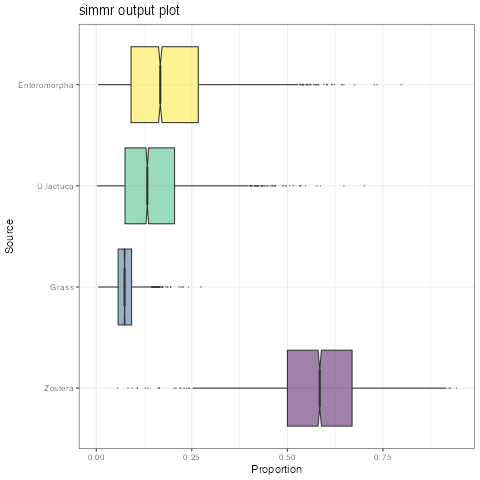 simmr output plot
Enteromorpha
U.lactuca
Grass
Zostera
Source
0.00 0.25 0.50 0.75
Proportion